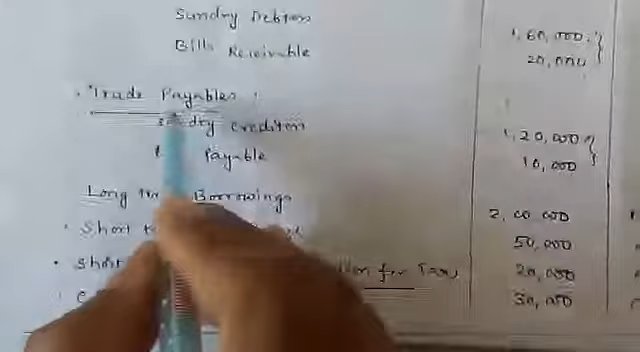 Sundry Debtors 1,60,000
Bills Receivable 20,000
Trade Payables :
creditors 1,20,000
Payable 10,000
Long Borrowings 2,00,000
Short 50,000
Short for Tax 20,000
30,000